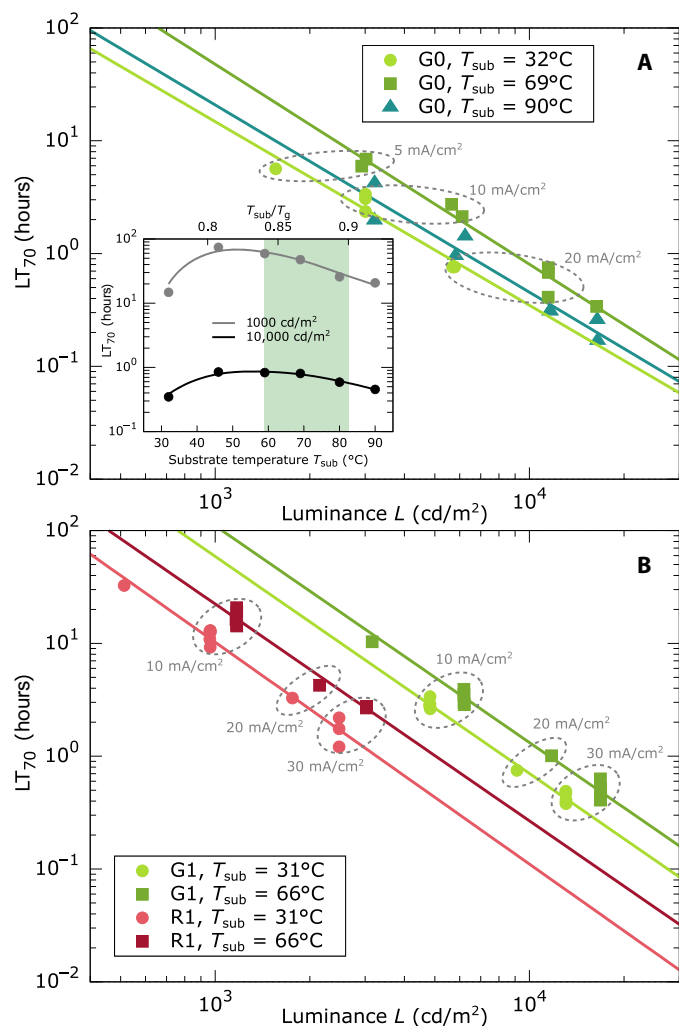 10²
10¹
10⁰
10⁻¹
10⁻²
LT₇₀ (hours)
A
G0, T_sub = 32°C
G0, T_sub = 69°C
G0, T_sub = 90°C
5 mA/cm²
10 mA/cm²
20 mA/cm²
T_sub/T_g
0.8 0.85 0.9
10²
10¹
10⁰
10⁻¹
LT₇₀ (hours)
1000 cd/m²
10,000 cd/m²
30 40 50 60 70 80 90
Substrate temperature T_sub (°C)
10³ 10⁴
Luminance L (cd/m²)
10²
10¹
10⁰
10⁻¹
10⁻²
LT₇₀ (hours)
B
10 mA/cm²
20 mA/cm²
30 mA/cm²
10 mA/cm²
20 mA/cm²
30 mA/cm²
G1, T_sub = 31°C
G1, T_sub = 66°C
R1, T_sub = 31°C
R1, T_sub = 66°C
10³ 10⁴
Luminance L (cd/m²)